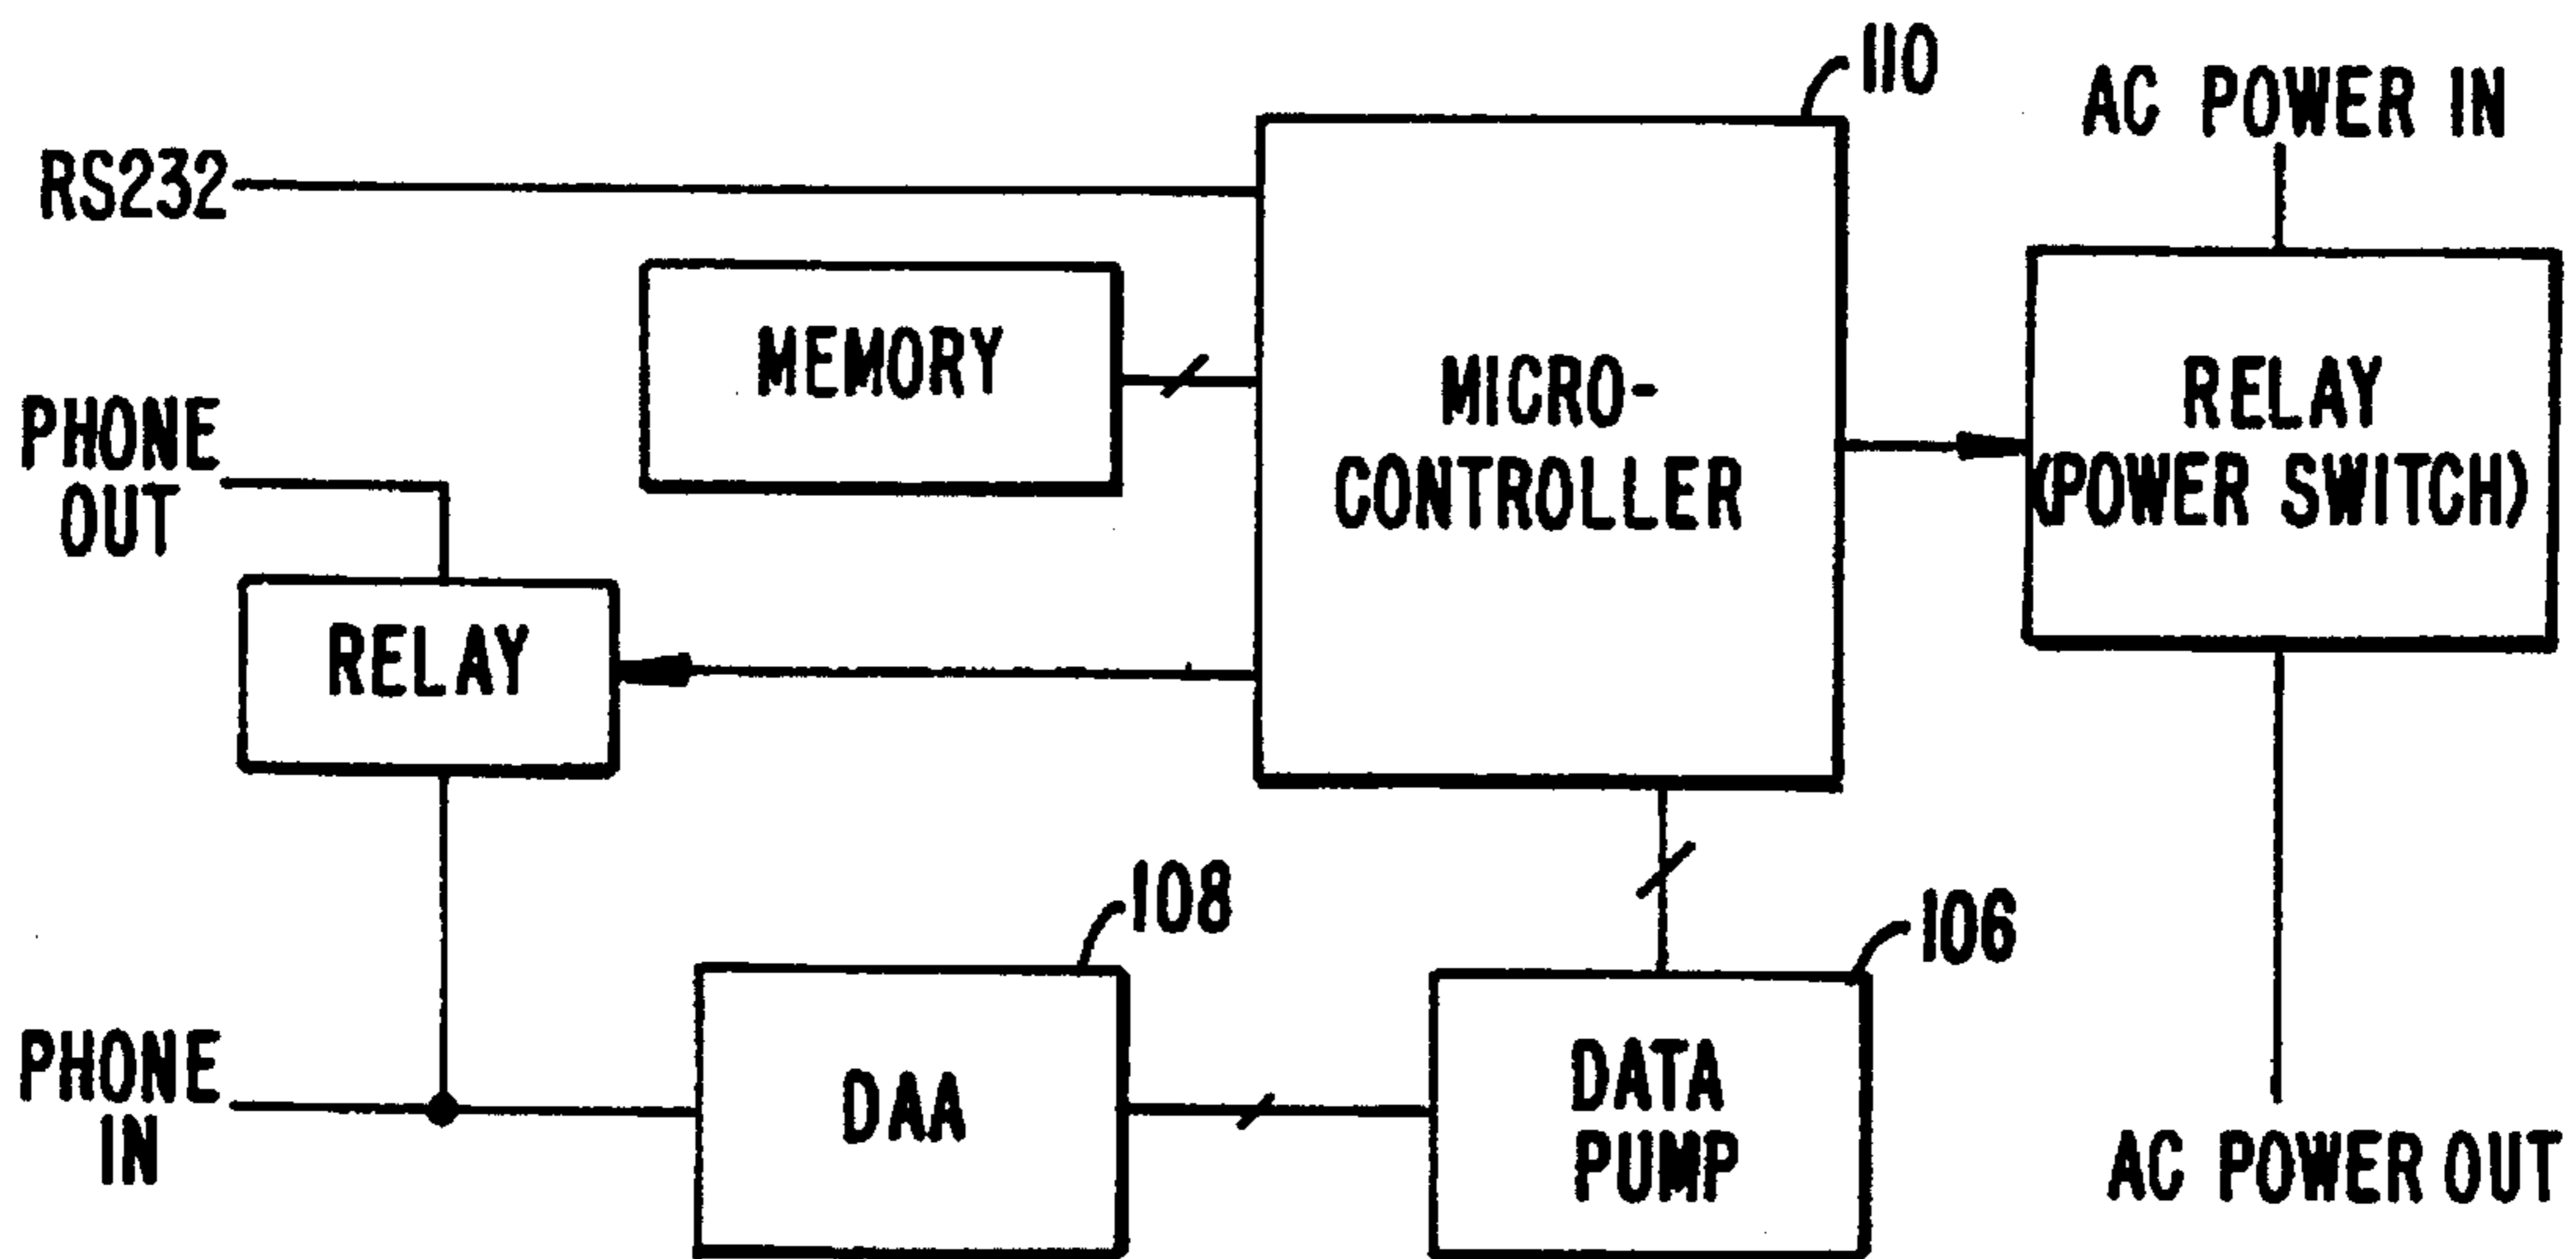 110
AC POWER IN
RS232
MEMORY
MICRO-
CONTROLLER
RELAY
(POWER SWITCH)
PHONE
OUT
RELAY
108
106
PHONE
IN
DAA
DATA
PUMP
AC POWER OUT